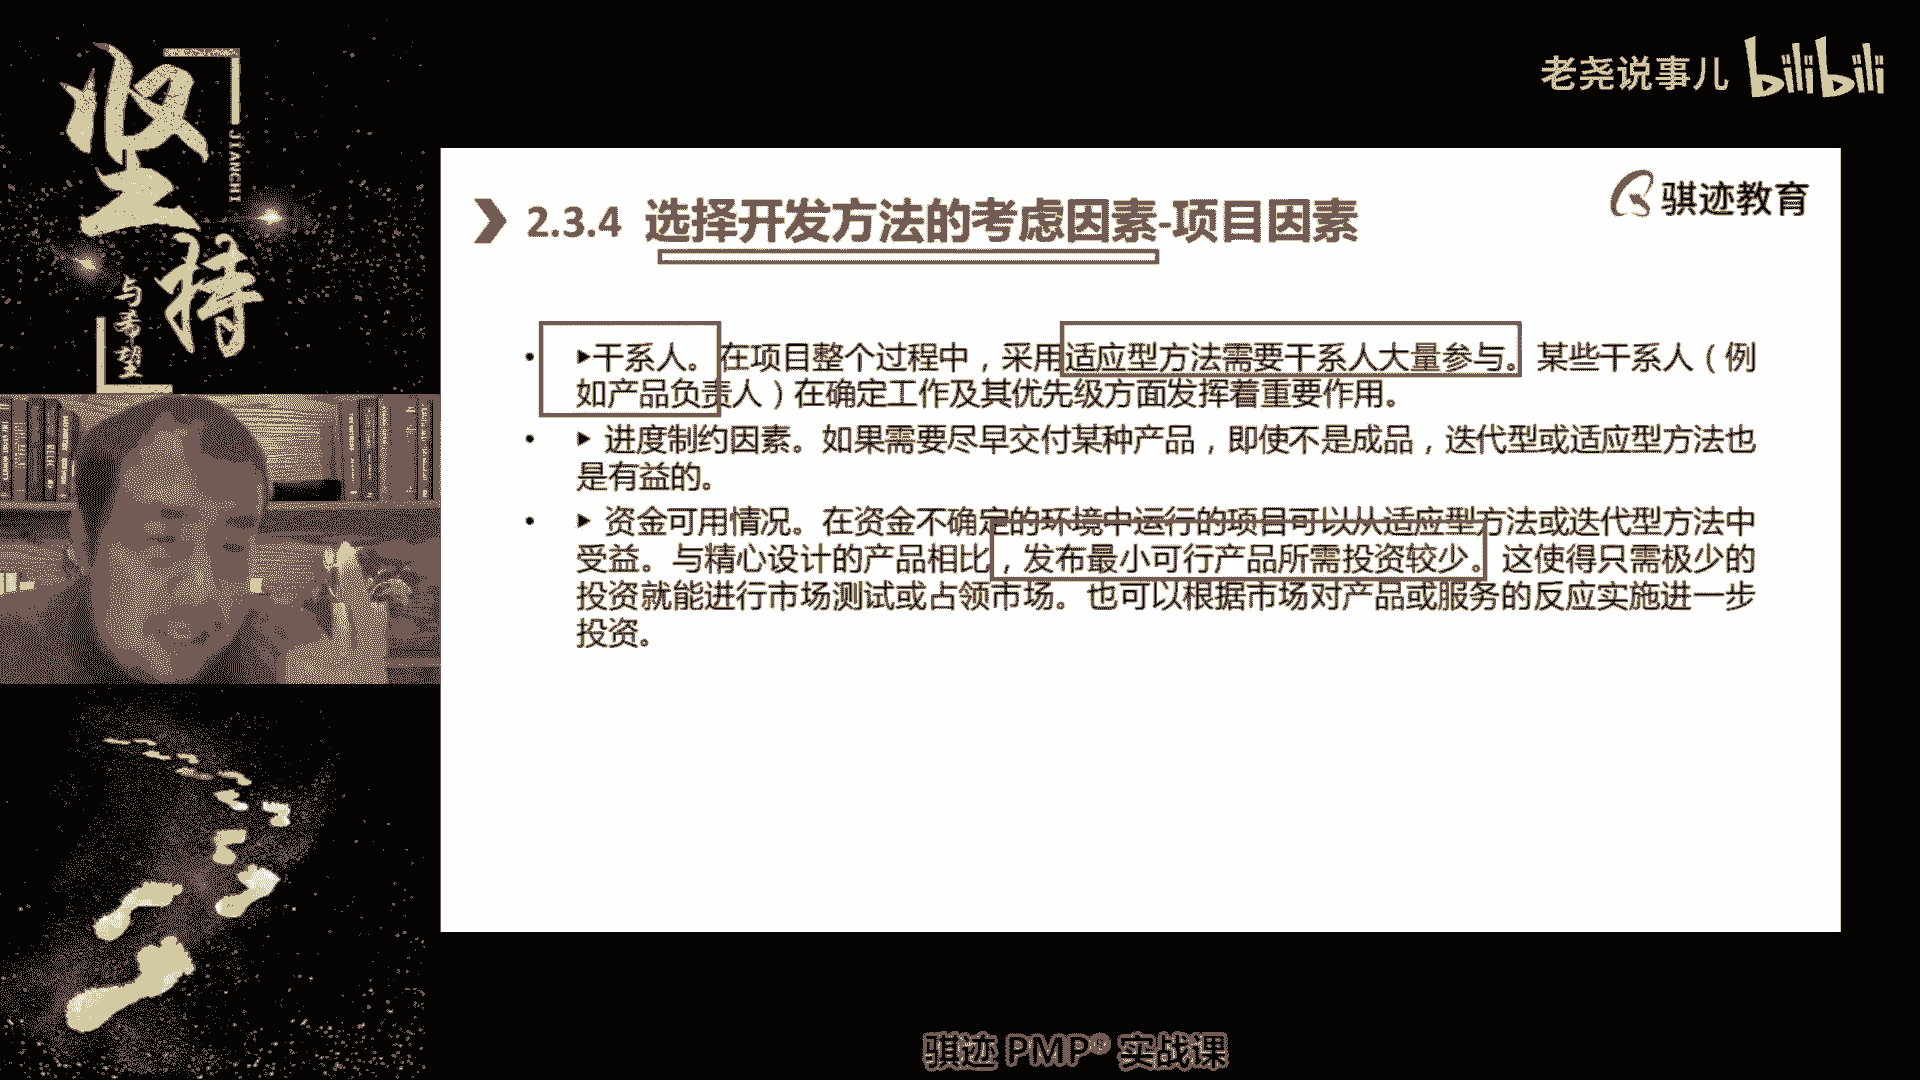 坚持
JIANCHI
与希望
老尧说事儿 bilibili
骐迹教育
2.3.4 选择开发方法的考虑因素-项目因素
• ▶干系人。在项目整个过程中，采用适应型方法需要干系人大量参与。某些干系人（例
如产品负责人）在确定工作及其优先级方面发挥着重要作用。
• ▶ 进度制约因素。如果需要尽早交付某种产品，即使不是成品，迭代型或适应型方法也
是有益的。
• ▶ 资金可用情况。在资金不确定的环境中运行的项目可以从适应型方法或迭代型方法中
受益。与精心设计的产品相比，发布最小可行产品所需投资较少。这使得只需极少的
投资就能进行市场测试或占领市场。也可以根据市场对产品或服务的反应实施进一步
投资。
骐迹 PMP® 实战课